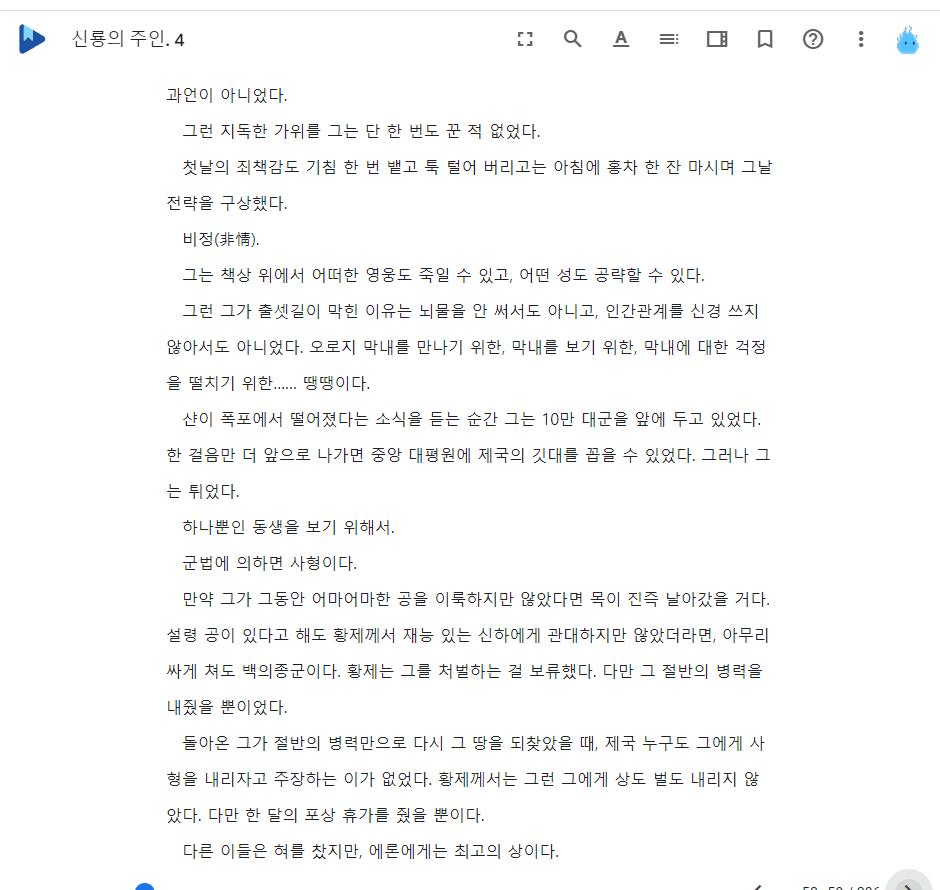 신룡의 주인. 4
과언이 아니었다.
그런 지독한 가위를 그는 단 한 번도 꾼 적 없었다.
첫날의 죄책감도 기침 한 번 뱉고 툭 털어 버리고는 아침에 홍차 한 잔 마시며 그날
전략을 구상했다.
비정(非情).
그는 책상 위에서 어떠한 영웅도 죽일 수 있고, 어떤 성도 공략할 수 있다.
그런 그가 출셋길이 막힌 이유는 뇌물을 안 써서도 아니고, 인간관계를 신경 쓰지
않아서도 아니었다. 오로지 막내를 만나기 위한, 막내를 보기 위한, 막내에 대한 걱정
을 떨치기 위한...... 땡땡이다.
샨이 폭포에서 떨어졌다는 소식을 듣는 순간 그는 10만 대군을 앞에 두고 있었다.
한 걸음만 더 앞으로 나가면 중앙 대평원에 제국의 깃대를 꼽을 수 있었다. 그러나 그
는 튀었다.
하나뿐인 동생을 보기 위해서.
군법에 의하면 사형이다.
만약 그가 그동안 어마어마한 공을 이룩하지만 않았다면 목이 진즉 날아갔을 거다.
설령 공이 있다고 해도 황제께서 재능 있는 신하에게 관대하지만 않았더라면, 아무리
싸게 쳐도 백의종군이다. 황제는 그를 처벌하는 걸 보류했다. 다만 그 절반의 병력을
내줬을 뿐이었다.
돌아온 그가 절반의 병력만으로 다시 그 땅을 되찾았을 때, 제국 누구도 그에게 사
형을 내리자고 주장하는 이가 없었다. 황제께서는 그런 그에게 상도 벌도 내리지 않
았다. 다만 한 달의 포상 휴가를 줬을 뿐이다.
다른 이들은 혀를 찼지만, 에론에게는 최고의 상이다.